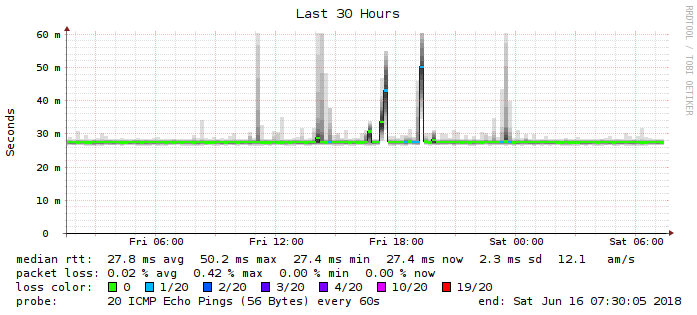 Last 30 Hours
RRDTOOL / TOBI OETIKER
Seconds
60 m
50 m
40 m
30 m
20 m
10 m
0
Fri 06:00 Fri 12:00 Fri 18:00 Sat 00:00 Sat 06:00
median rtt: 27.8 ms avg 50.2 ms max 27.4 ms min 27.4 ms now 2.3 ms sd 12.1 am/s
packet loss: 0.02 % avg 0.42 % max 0.00 % min 0.00 % now
loss color: 0 1/20 2/20 3/20 4/20 10/20 19/20
probe: 20 ICMP Echo Pings (56 Bytes) every 60s end: Sat Jun 16 07:30:05 2018